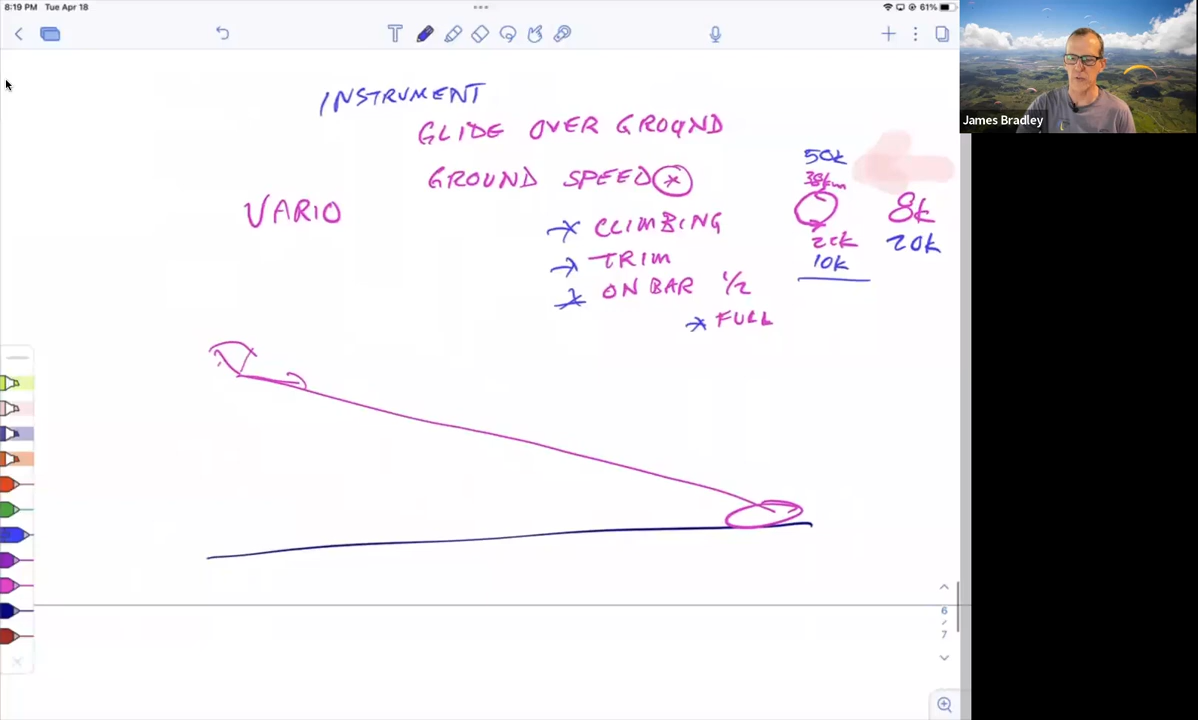 8:19 PM Tue Apr 18
61%
INSTRUMENT
GLIDE OVER GROUND
GROUND SPEED
VARIO
CLIMBING
TRIM
ON BAR 1/2
FULL
50k
8k
20k
10k
James Bradley
6
/
7